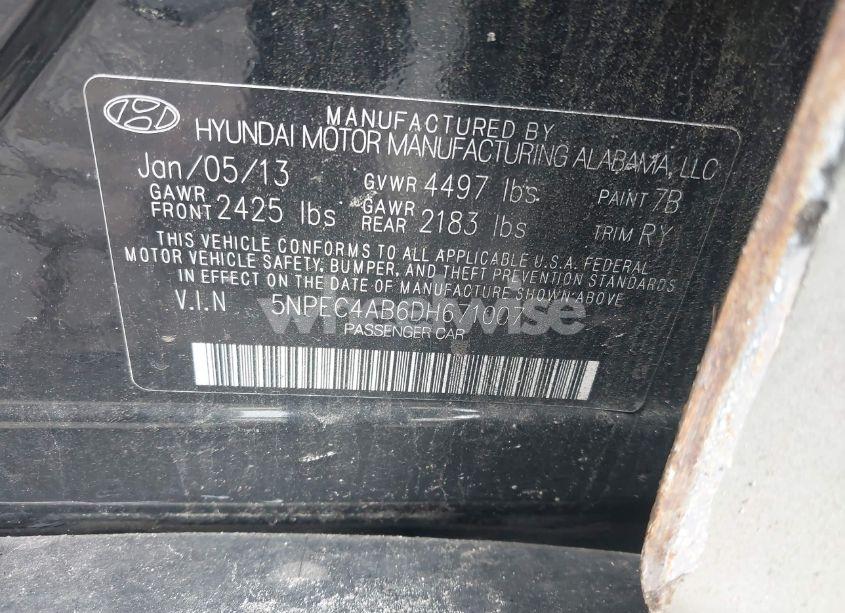 MANUFACTURED BY
HYUNDAI MOTOR MANUFACTURING ALABAMA, LLC
Jan/05/13 GVWR 4497 lbs PAINT 7B
GAWR FRONT 2425 lbs GAWR REAR 2183 lbs TRIM RY
THIS VEHICLE CONFORMS TO ALL APPLICABLE U.S.A. FEDERAL
MOTOR VEHICLE SAFETY, BUMPER, AND THEFT PREVENTION STANDARDS
IN EFFECT ON THE DATE OF MANUFACTURE SHOWN ABOVE
V.I.N 5NPEC4AB6DH671007
PASSENGER CAR